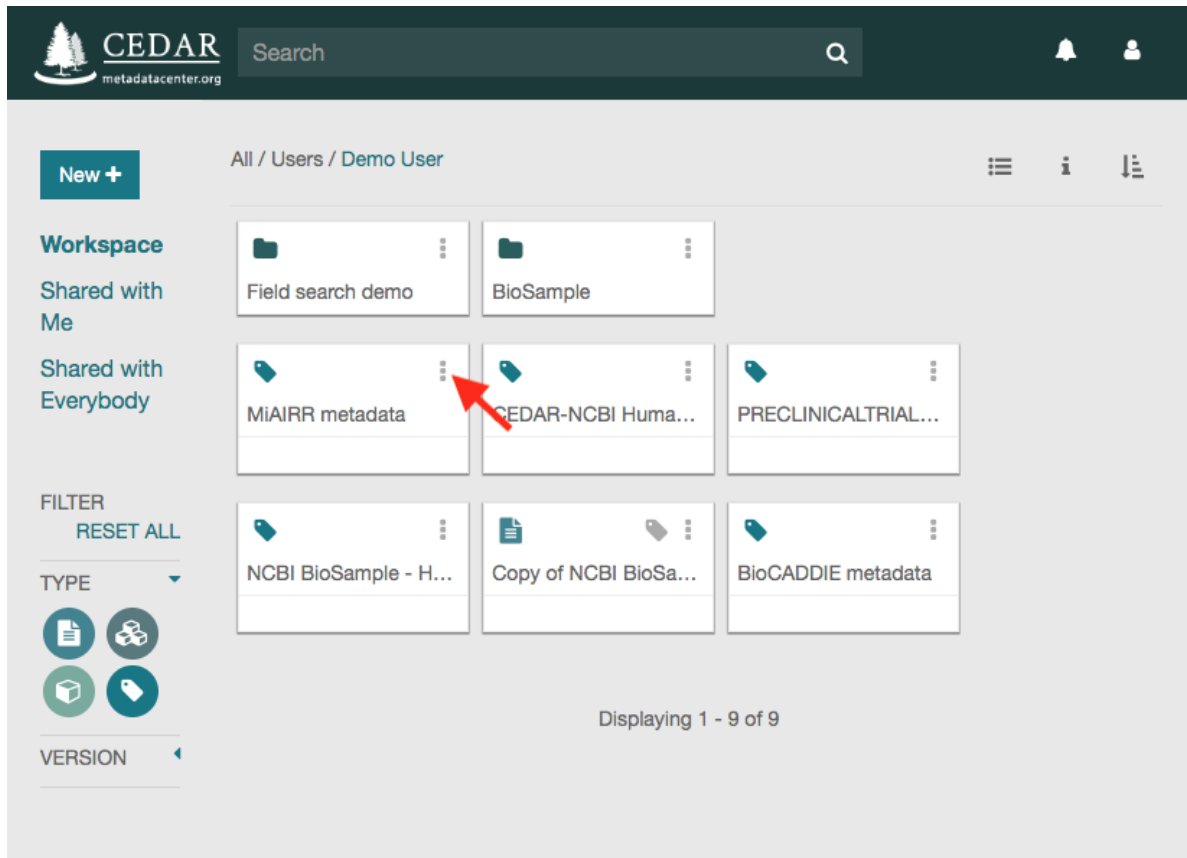 CEDAR
metadatacenter.org
Search
New +
All / Users / Demo User
Workspace
Shared with
Me
Shared with
Everybody
Field search demo
BioSample
MiAIRR metadata
CEDAR-NCBI Huma...
PRECLINICALTRIAL...
NCBI BioSample - H...
Copy of NCBI BioSa...
BioCADDIE metadata
FILTER
RESET ALL
TYPE
VERSION
Displaying 1 - 9 of 9